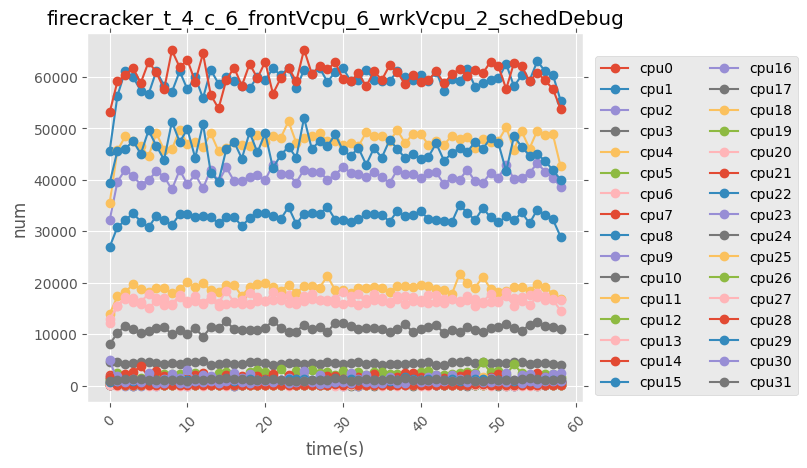 firecracker_t_4_c_6_frontVcpu_6_wrkVcpu_2_schedDebug
num
60000
50000
40000
30000
20000
10000
0
0
10
20
30
40
50
60
time(s)
cpu0
cpu1
cpu2
cpu3
cpu4
cpu5
cpu6
cpu7
cpu8
cpu9
cpu10
cpu11
cpu12
cpu13
cpu14
cpu15
cpu16
cpu17
cpu18
cpu19
cpu20
cpu21
cpu22
cpu23
cpu24
cpu25
cpu26
cpu27
cpu28
cpu29
cpu30
cpu31